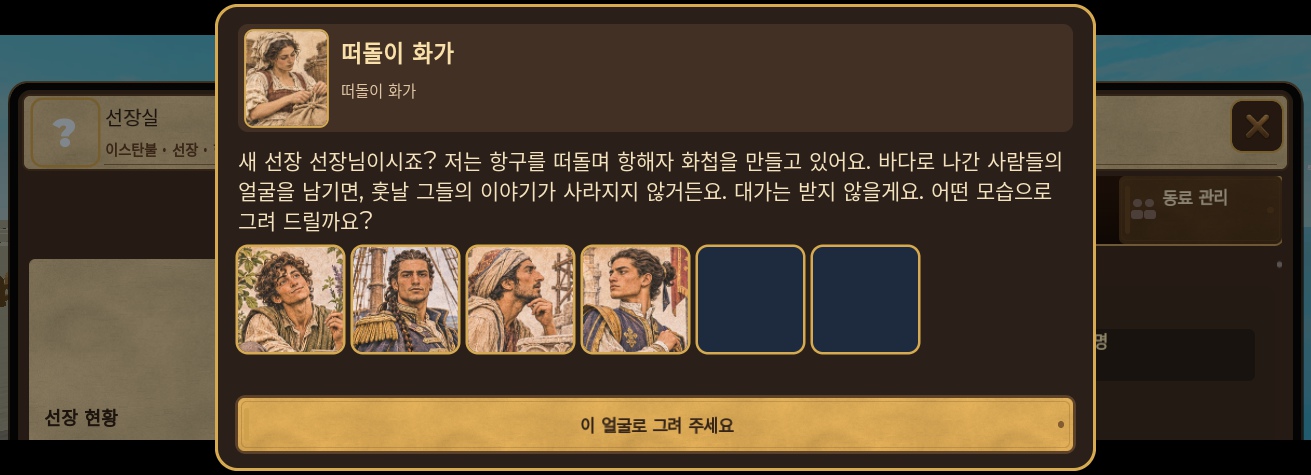 떠돌이 화가
떠돌이 화가
선장실
이스탄불 · 선장 ·
새 선장 선장님이시죠? 저는 항구를 떠돌며 항해자 화첩을 만들고 있어요. 바다로 나간 사람들의
얼굴을 남기면, 훗날 그들의 이야기가 사라지지 않거든요. 대가는 받지 않을게요. 어떤 모습으로
그려 드릴까요?
동료 관리
명
선장 현황
이 얼굴로 그려 주세요